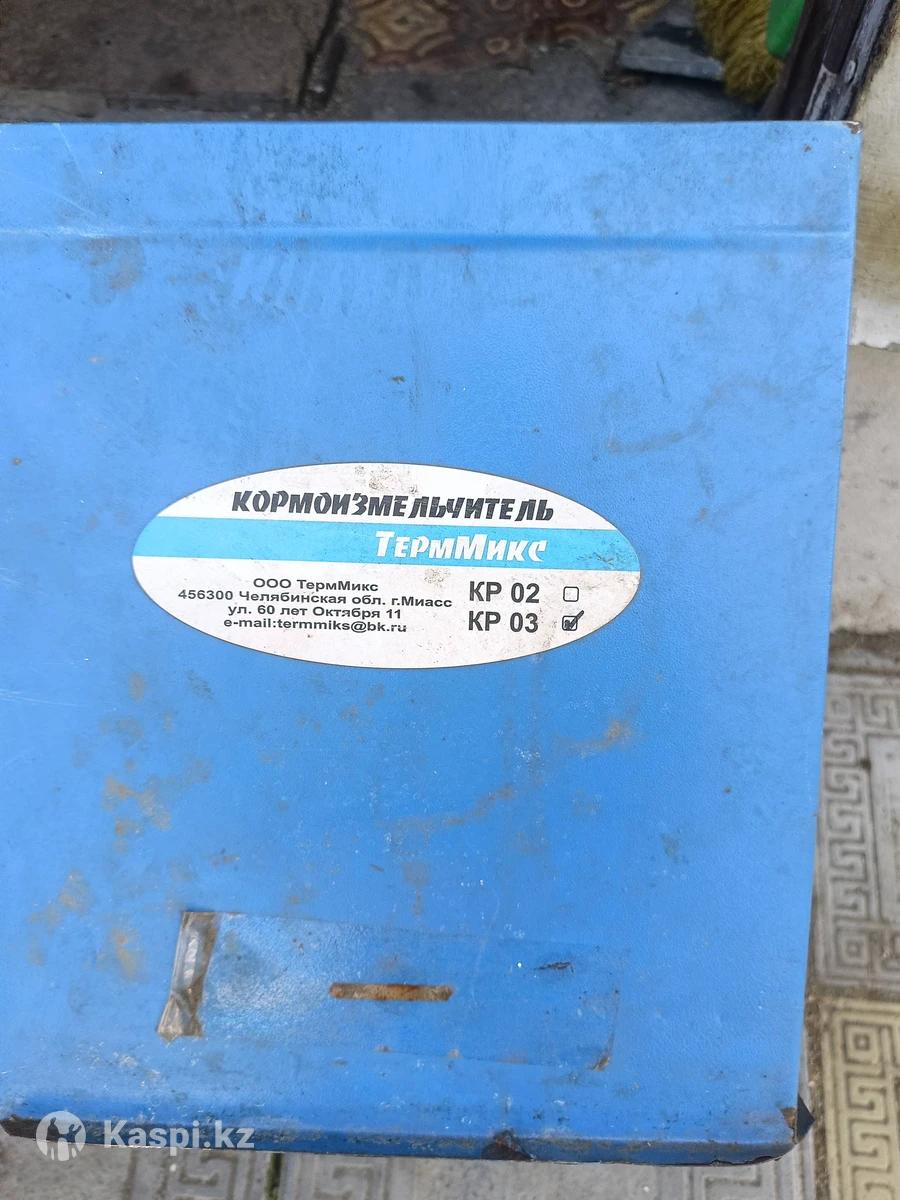 КОРМОИЗМЕЛЬЧИТЕЛЬ
ТермМикс
ООО ТермМикс
456300 Челябинская обл. г.Миасс
ул. 60 лет Октября 11
e-mail:termmiks@bk.ru
КР 02
КР 03
Kaspi.kz